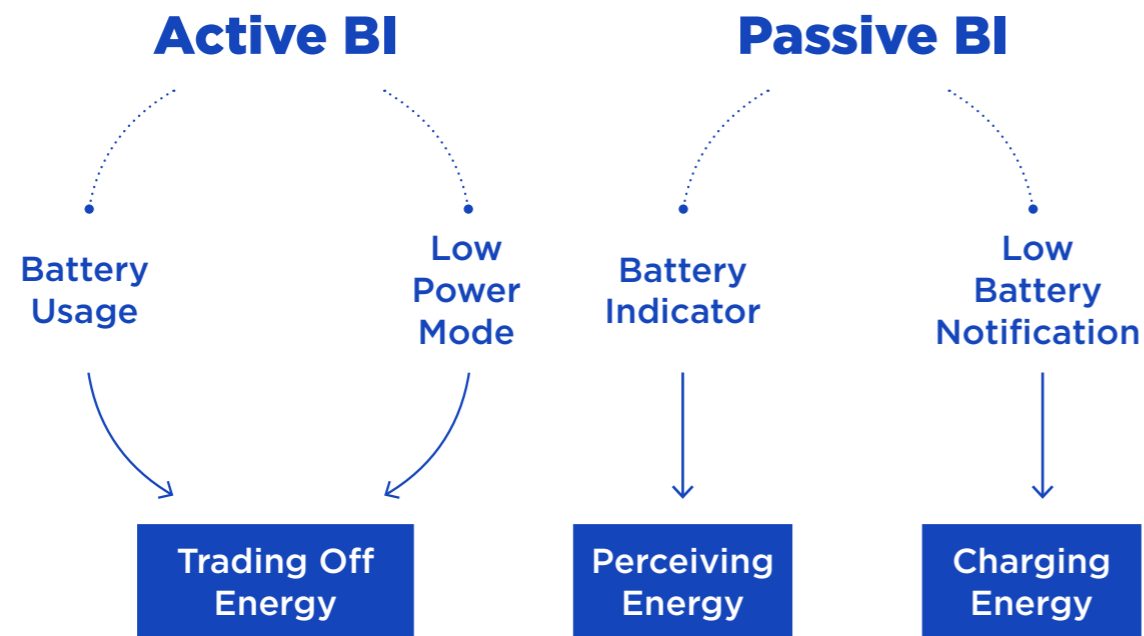 Active BI
Passive BI
Battery
Usage
Low
Power
Mode
Battery
Indicator
Low
Battery
Notification
Trading Off
Energy
Perceiving
Energy
Charging
Energy